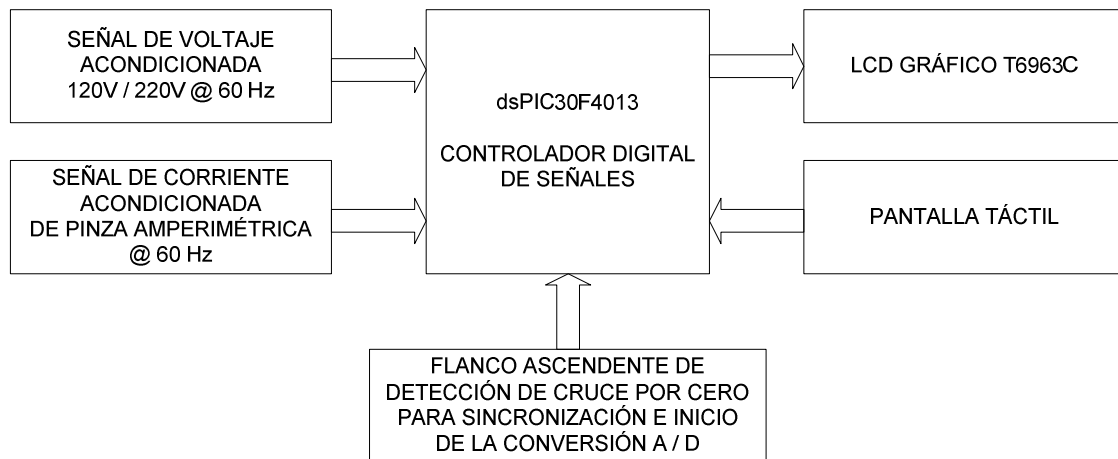 SEÑAL DE VOLTAJE
ACONDICIONADA
120V / 220V @ 60 Hz
SEÑAL DE CORRIENTE
ACONDICIONADA
DE PINZA AMPERIMÉTRICA
@ 60 Hz
dsPIC30F4013
CONTROLADOR DIGITAL
DE SEÑALES
LCD GRÁFICO T6963C
PANTALLA TÁCTIL
FLANCO ASCENDENTE DE
DETECCIÓN DE CRUCE POR CERO
PARA SINCRONIZACIÓN E INICIO
DE LA CONVERSIÓN A / D